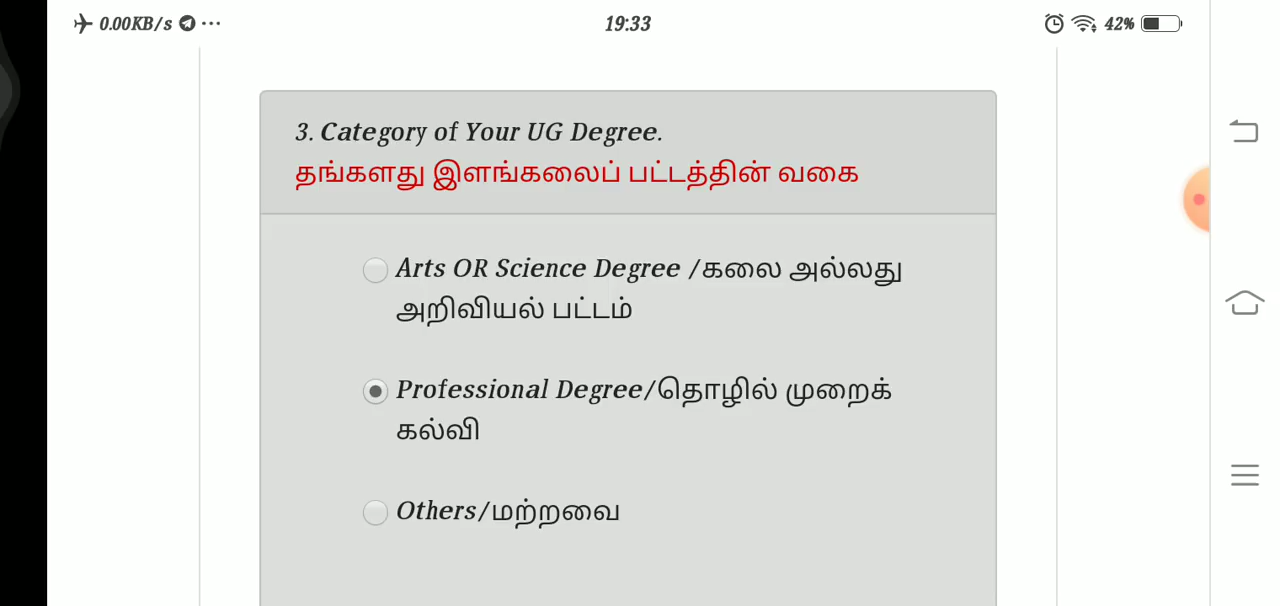 0.00KB/s ... 19:33 42%
3. Category of Your UG Degree.
தங்களது இளங்கலைப் பட்டத்தின் வகை
Arts OR Science Degree /கலை அல்லது
அறிவியல் பட்டம்
Professional Degree/தொழில் முறைக்
கல்வி
Others/மற்றவை